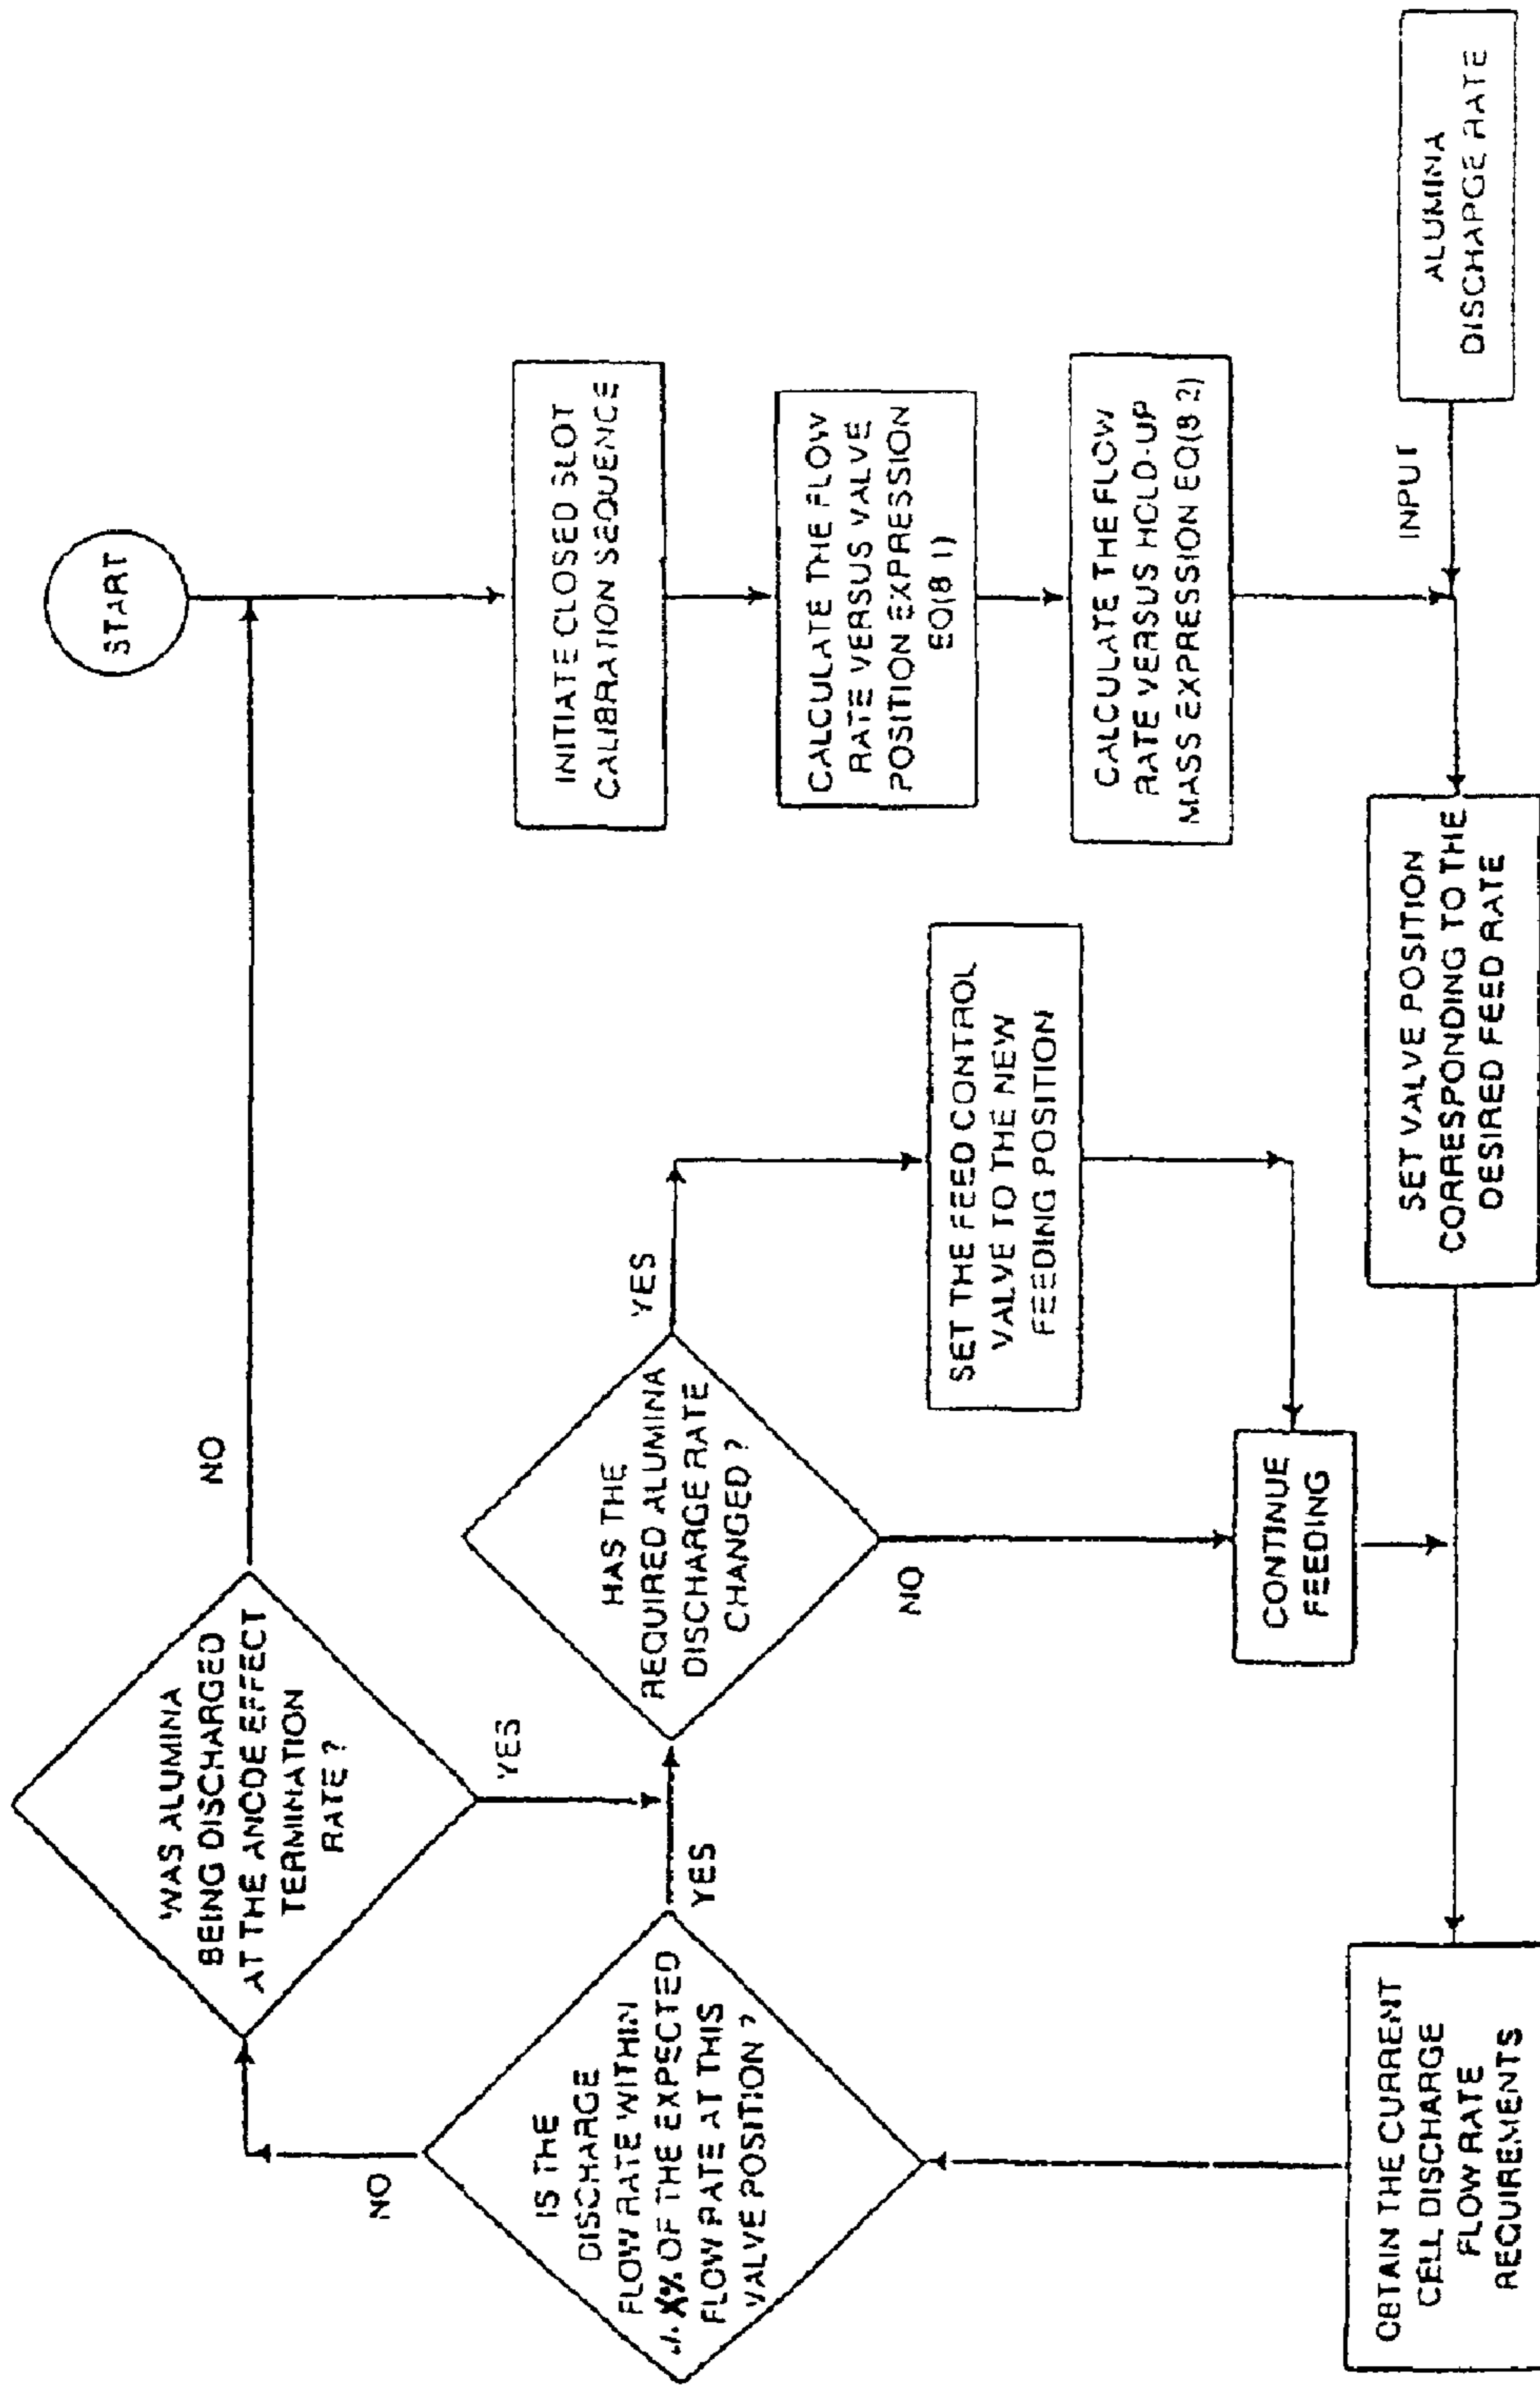 START
INITIATE CLOSED SLOT
CALIBRATION SEQUENCE
CALCULATE THE FLOW
RATE VERSUS VALVE
POSITION EXPRESSION
EQ(8 1)
CALCULATE THE FLOW
RATE VERSUS HOLD-UP
MASS EXPRESSION EQ(8 2)
INPUT
ALUMINA
DISCHARGE RATE
SET VALVE POSITION
CORRESPONDING TO THE
DESIRED FEED RATE
OBTAIN THE CURRENT
CELL DISCHARGE
FLOW RATE
REQUIREMENTS
IS THE
DISCHARGE
FLOW RATE WITHIN
+/- X% OF THE EXPECTED
FLOW RATE AT THIS
VALVE POSITION ?
NO
YES
WAS ALUMINA
BEING DISCHARGED
AT THE ANODE EFFECT
TERMINATION
RATE ?
NO
YES
HAS THE
REQUIRED ALUMINA
DISCHARGE RATE
CHANGED ?
YES
NO
SET THE FEED CONTROL
VALVE TO THE NEW
FEEDING POSITION
CONTINUE
FEEDING